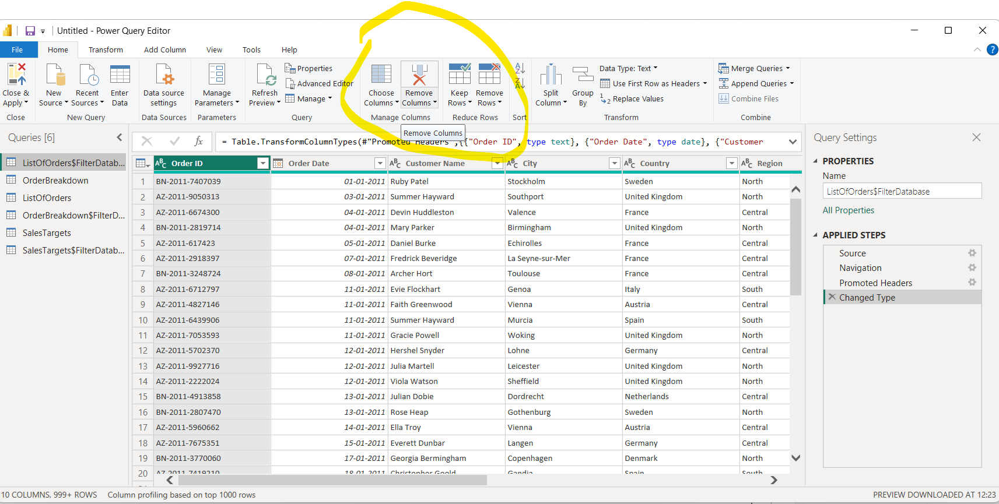 Untitled - Power Query Editor
File Home Transform Add Column View Tools Help
Close & Apply
New Source
Recent Sources
Enter Data
Data source settings
Manage Parameters
Refresh Preview
Properties
Advanced Editor
Manage
Choose Columns
Remove Columns
Keep Rows
Remove Rows
Split Column
Group By
Data Type: Text
Use First Row as Headers
Replace Values
Merge Queries
Append Queries
Combine Files
Close New Query Data Sources Parameters Query Manage Columns Reduce Rows Sort Transform Combine
Remove Columns
Queries [6]
ListOfOrders$FilterDatab...
OrderBreakdown
ListOfOrders
OrderBreakdown$FilterD...
SalesTargets
SalesTargets$FilterDatab...
fx = Table.TransformColumnTypes(#"Promoted Headers",{{"Order ID", type text}, {"Order Date", type date}, {"Customer
Order ID Order Date Customer Name City Country Region
1 BN-2011-7407039 01-01-2011 Ruby Patel Stockholm Sweden North
2 AZ-2011-9050313 03-01-2011 Summer Hayward Southport United Kingdom North
3 AZ-2011-6674300 04-01-2011 Devin Huddleston Valence France Central
4 BN-2011-2819714 04-01-2011 Mary Parker Birmingham United Kingdom North
5 AZ-2011-617423 05-01-2011 Daniel Burke Echirolles France Central
6 AZ-2011-2918397 07-01-2011 Fredrick Beveridge La Seyne-sur-Mer France Central
7 BN-2011-3248724 08-01-2011 Archer Hort Toulouse France Central
8 AZ-2011-6712797 11-01-2011 Evie Flockhart Genoa Italy South
9 AZ-2011-4827146 11-01-2011 Faith Greenwood Vienna Austria Central
10 AZ-2011-6439906 11-01-2011 Summer Hayward Murcia Spain South
11 AZ-2011-7053593 11-01-2011 Gracie Powell Woking United Kingdom North
12 AZ-2011-5702370 12-01-2011 Hershel Snyder Lohne Germany Central
13 AZ-2011-9927716 12-01-2011 Julia Martell Leicester United Kingdom North
14 AZ-2011-2222024 12-01-2011 Viola Watson Sheffield United Kingdom North
15 BN-2011-4913858 13-01-2011 Julian Dobie Dordrecht Netherlands Central
16 BN-2011-2807470 13-01-2011 Rose Heap Gothenburg Sweden North
17 AZ-2011-5960662 14-01-2011 Ella Troy Vienna Austria Central
18 AZ-2011-7675351 15-01-2011 Everett Dunbar Langen Germany Central
19 BN-2011-3770060 17-01-2011 Georgia Bermingham Copenhagen Denmark North
20 AZ-2011-7419210 18-01-2011 Christopher Goold Gandia Spain South
Query Settings
PROPERTIES
Name
ListOfOrders$FilterDatabase
All Properties
APPLIED STEPS
Source
Navigation
Promoted Headers
Changed Type
10 COLUMNS, 999+ ROWS Column profiling based on top 1000 rows PREVIEW DOWNLOADED AT 12:23